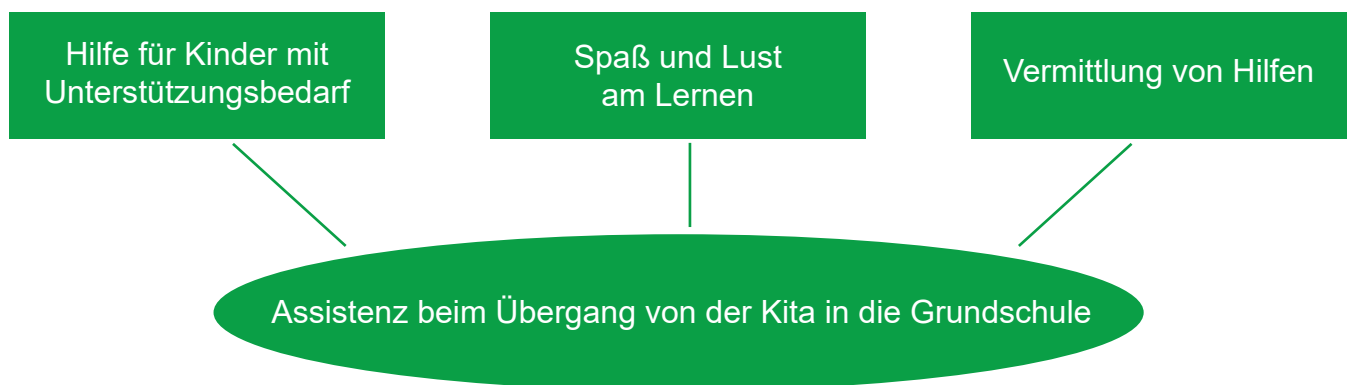 Hilfe für Kinder mit
Unterstützungsbedarf
Spaß und Lust
am Lernen
Vermittlung von Hilfen
Assistenz beim Übergang von der Kita in die Grundschule